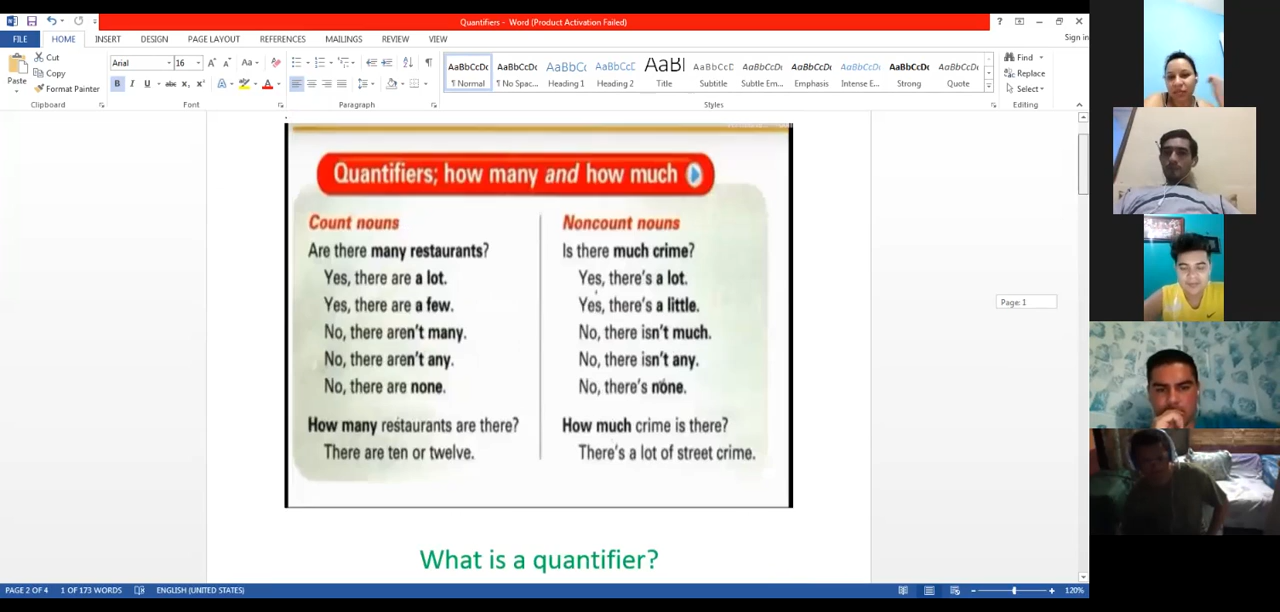 Quantifiers - Word (Product Activation Failed)
FILE HOME INSERT DESIGN PAGE LAYOUT REFERENCES MAILINGS REVIEW VIEW Sign in
Paste Cut Copy Format Painter
Arial 16
AaBbCcDc AaBbCcDc AaBbCc AaBbCcD AaBl AaBbCcD AaBbCcDc AaBbCcDc AaBbCcDc AaBbCcDc AaBbCcDc
¶ Normal ¶ No Spac... Heading 1 Heading 2 Title Subtitle Subtle Em... Emphasis Intense E... Strong Quote
Find Replace Select
Clipboard Font Paragraph Styles Editing
Quantifiers; how many and how much
Count nouns
Are there many restaurants?
Yes, there are a lot.
Yes, there are a few.
No, there aren't many.
No, there aren't any.
No, there are none.
How many restaurants are there?
There are ten or twelve.
Noncount nouns
Is there much crime?
Yes, there's a lot.
Yes, there's a little.
No, there isn't much.
No, there isn't any.
No, there's none.
How much crime is there?
There's a lot of street crime.
Page: 1
What is a quantifier?
PAGE 2 OF 4 1 OF 173 WORDS ENGLISH (UNITED STATES) 120%